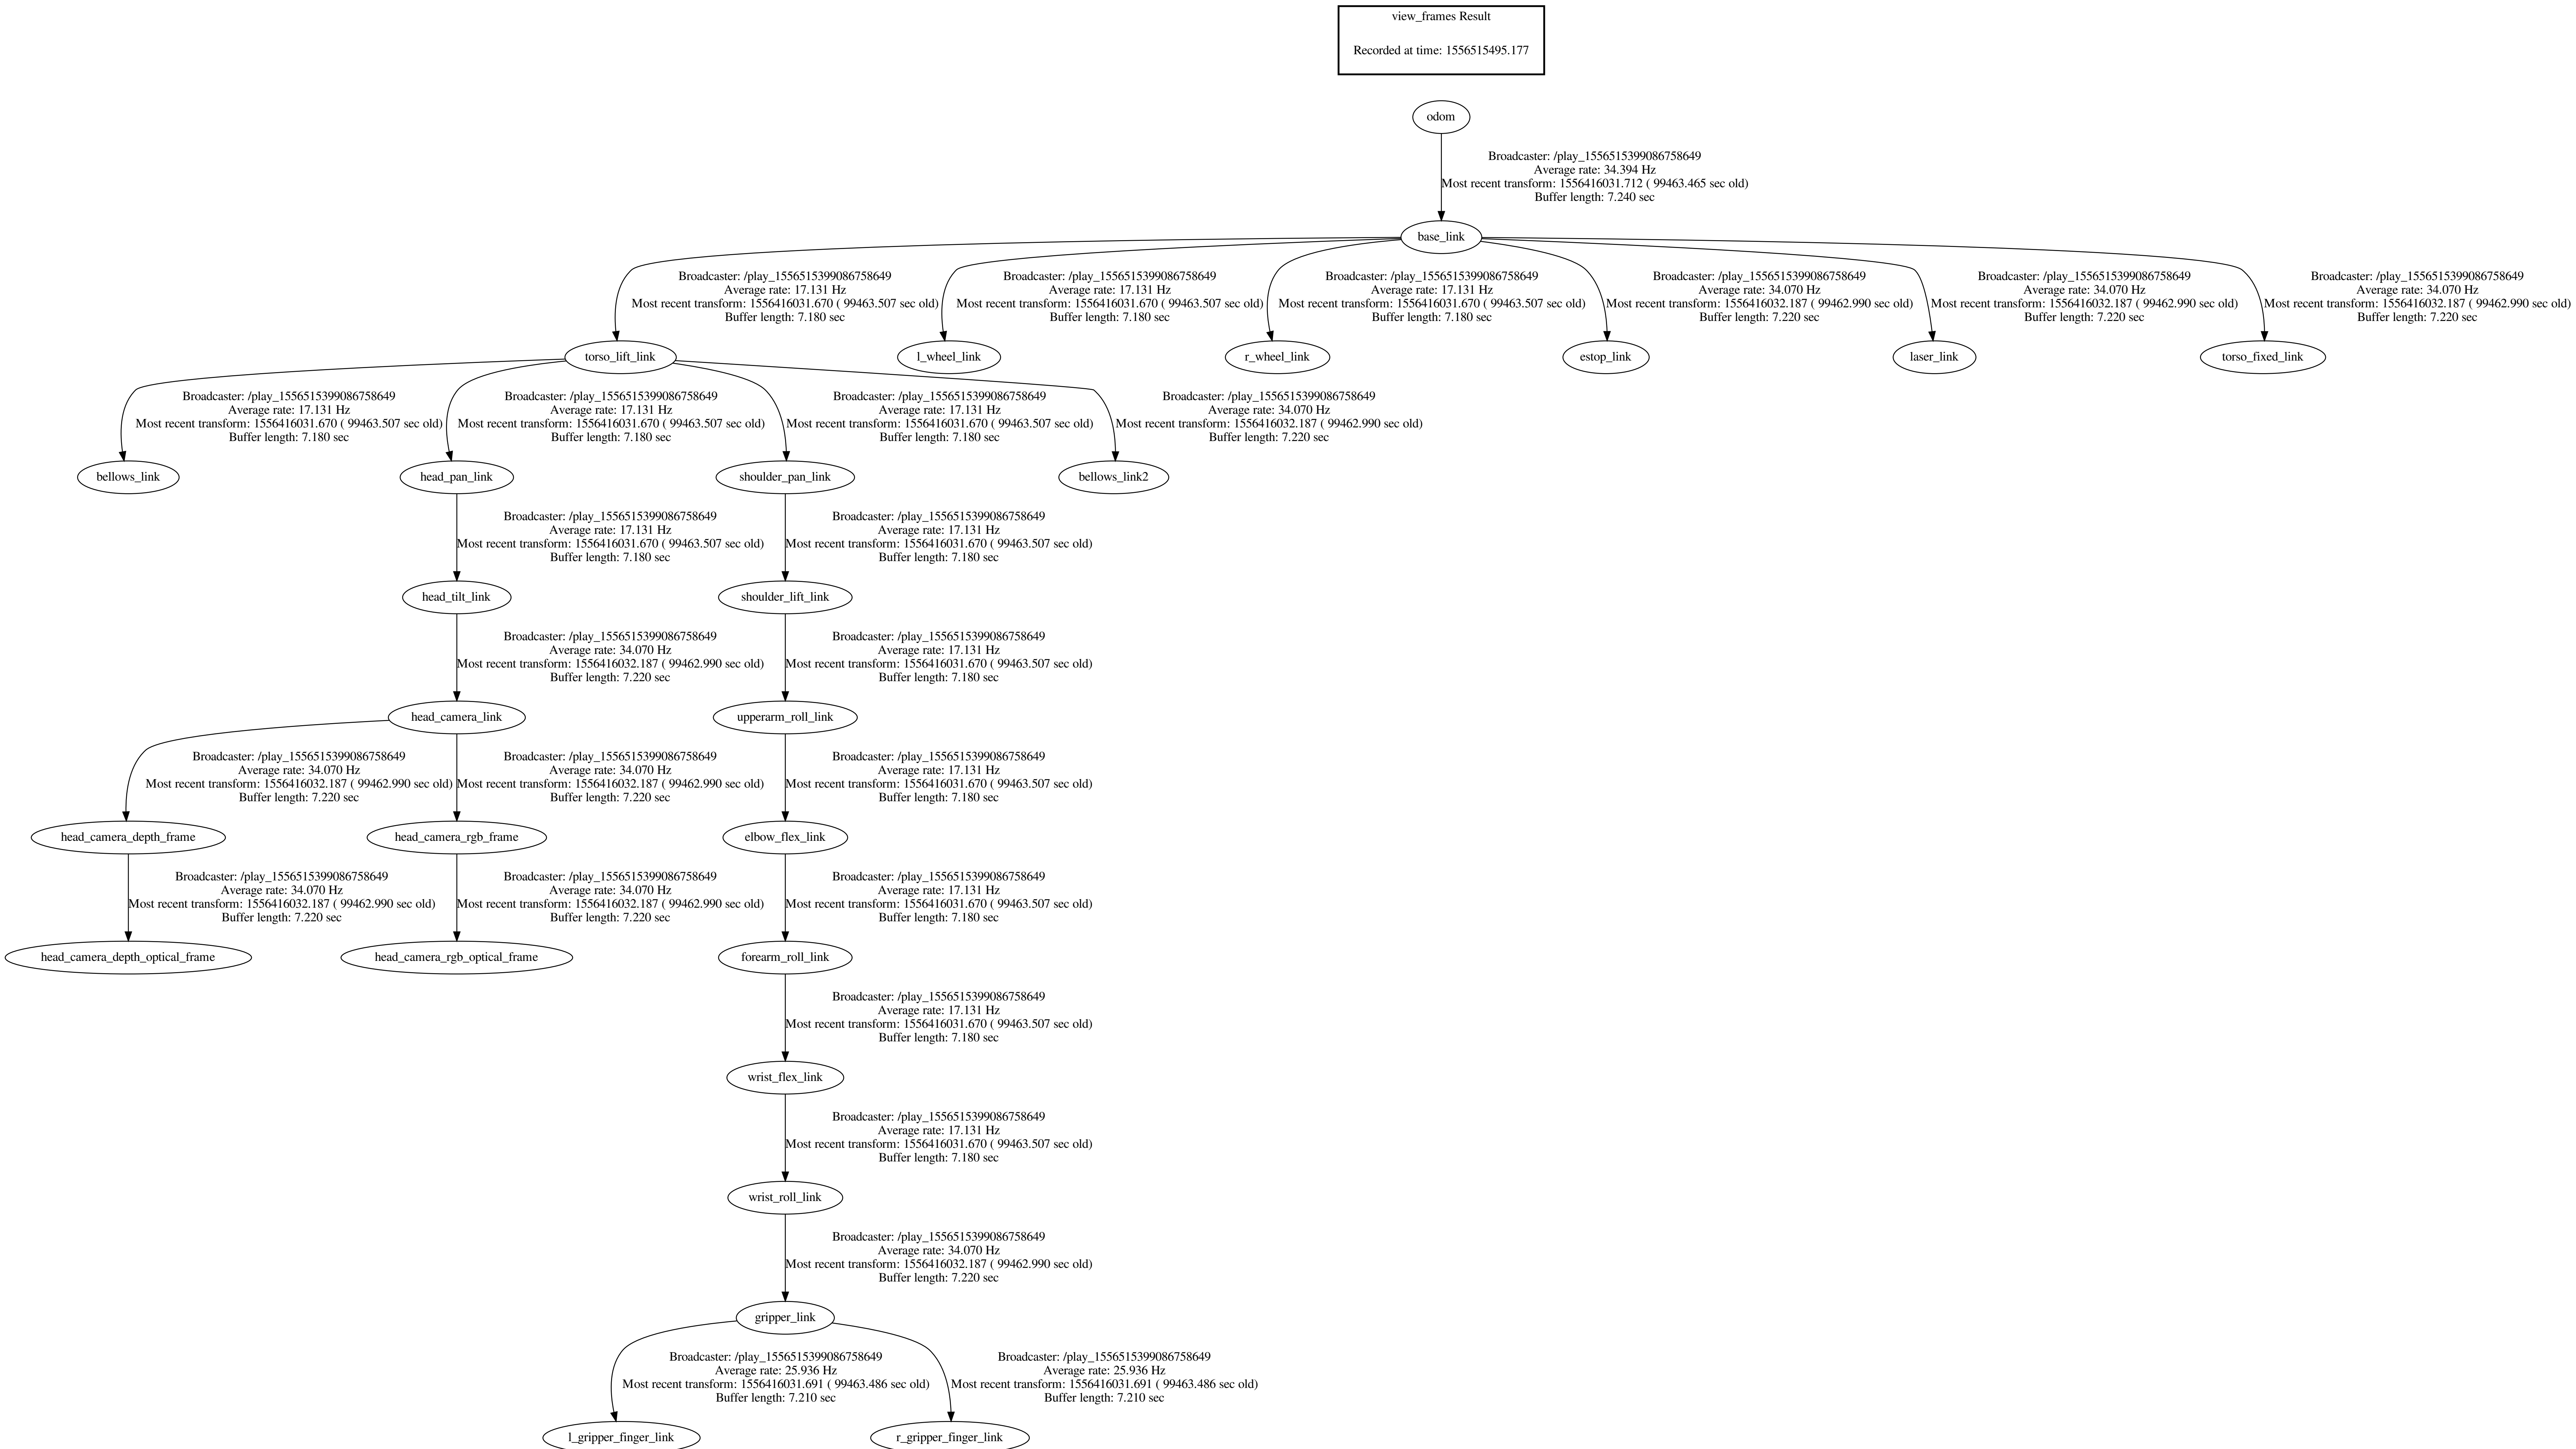 view_frames Result
Recorded at time: 1556515495.177
odom
Broadcaster: /play_1556515399086758649
Average rate: 34.394 Hz
Most recent transform: 1556416031.712 ( 99463.465 sec old)
Buffer length: 7.240 sec
base_link
Broadcaster: /play_1556515399086758649
Average rate: 17.131 Hz
Most recent transform: 1556416031.670 ( 99463.507 sec old)
Buffer length: 7.180 sec
Broadcaster: /play_1556515399086758649
Average rate: 17.131 Hz
Most recent transform: 1556416031.670 ( 99463.507 sec old)
Buffer length: 7.180 sec
Broadcaster: /play_1556515399086758649
Average rate: 17.131 Hz
Most recent transform: 1556416031.670 ( 99463.507 sec old)
Buffer length: 7.180 sec
Broadcaster: /play_1556515399086758649
Average rate: 34.070 Hz
Most recent transform: 1556416032.187 ( 99462.990 sec old)
Buffer length: 7.220 sec
Broadcaster: /play_1556515399086758649
Average rate: 34.070 Hz
Most recent transform: 1556416032.187 ( 99462.990 sec old)
Buffer length: 7.220 sec
Broadcaster: /play_1556515399086758649
Average rate: 34.070 Hz
Most recent transform: 1556416032.187 ( 99462.990 sec old)
Buffer length: 7.220 sec
torso_lift_link
l_wheel_link
r_wheel_link
estop_link
laser_link
torso_fixed_link
Broadcaster: /play_1556515399086758649
Average rate: 17.131 Hz
Most recent transform: 1556416031.670 ( 99463.507 sec old)
Buffer length: 7.180 sec
Broadcaster: /play_1556515399086758649
Average rate: 17.131 Hz
Most recent transform: 1556416031.670 ( 99463.507 sec old)
Buffer length: 7.180 sec
Broadcaster: /play_1556515399086758649
Average rate: 17.131 Hz
Most recent transform: 1556416031.670 ( 99463.507 sec old)
Buffer length: 7.180 sec
Broadcaster: /play_1556515399086758649
Average rate: 34.070 Hz
Most recent transform: 1556416032.187 ( 99462.990 sec old)
Buffer length: 7.220 sec
bellows_link
head_pan_link
shoulder_pan_link
bellows_link2
Broadcaster: /play_1556515399086758649
Average rate: 17.131 Hz
Most recent transform: 1556416031.670 ( 99463.507 sec old)
Buffer length: 7.180 sec
Broadcaster: /play_1556515399086758649
Average rate: 17.131 Hz
Most recent transform: 1556416031.670 ( 99463.507 sec old)
Buffer length: 7.180 sec
head_tilt_link
shoulder_lift_link
Broadcaster: /play_1556515399086758649
Average rate: 34.070 Hz
Most recent transform: 1556416032.187 ( 99462.990 sec old)
Buffer length: 7.220 sec
Broadcaster: /play_1556515399086758649
Average rate: 17.131 Hz
Most recent transform: 1556416031.670 ( 99463.507 sec old)
Buffer length: 7.180 sec
head_camera_link
upperarm_roll_link
Broadcaster: /play_1556515399086758649
Average rate: 34.070 Hz
Most recent transform: 1556416032.187 ( 99462.990 sec old)
Buffer length: 7.220 sec
Broadcaster: /play_1556515399086758649
Average rate: 34.070 Hz
Most recent transform: 1556416032.187 ( 99462.990 sec old)
Buffer length: 7.220 sec
Broadcaster: /play_1556515399086758649
Average rate: 17.131 Hz
Most recent transform: 1556416031.670 ( 99463.507 sec old)
Buffer length: 7.180 sec
head_camera_depth_frame
head_camera_rgb_frame
elbow_flex_link
Broadcaster: /play_1556515399086758649
Average rate: 34.070 Hz
Most recent transform: 1556416032.187 ( 99462.990 sec old)
Buffer length: 7.220 sec
Broadcaster: /play_1556515399086758649
Average rate: 34.070 Hz
Most recent transform: 1556416032.187 ( 99462.990 sec old)
Buffer length: 7.220 sec
Broadcaster: /play_1556515399086758649
Average rate: 17.131 Hz
Most recent transform: 1556416031.670 ( 99463.507 sec old)
Buffer length: 7.180 sec
head_camera_depth_optical_frame
head_camera_rgb_optical_frame
forearm_roll_link
Broadcaster: /play_1556515399086758649
Average rate: 17.131 Hz
Most recent transform: 1556416031.670 ( 99463.507 sec old)
Buffer length: 7.180 sec
wrist_flex_link
Broadcaster: /play_1556515399086758649
Average rate: 17.131 Hz
Most recent transform: 1556416031.670 ( 99463.507 sec old)
Buffer length: 7.180 sec
wrist_roll_link
Broadcaster: /play_1556515399086758649
Average rate: 34.070 Hz
Most recent transform: 1556416032.187 ( 99462.990 sec old)
Buffer length: 7.220 sec
gripper_link
Broadcaster: /play_1556515399086758649
Average rate: 25.936 Hz
Most recent transform: 1556416031.691 ( 99463.486 sec old)
Buffer length: 7.210 sec
Broadcaster: /play_1556515399086758649
Average rate: 25.936 Hz
Most recent transform: 1556416031.691 ( 99463.486 sec old)
Buffer length: 7.210 sec
l_gripper_finger_link
r_gripper_finger_link